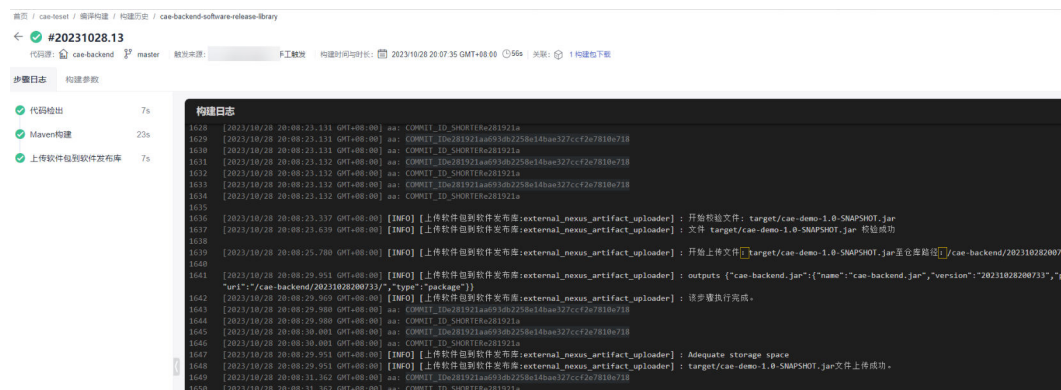 首页 / cae-teset / 编译构建 / 构建历史 / cae-backend-software-release-library
← #20231028.13
代码源: cae-backend master 触发来源: 手工触发 构建时间与时长: 2023/10/28 20:07:35 GMT+08:00 56s 关联: 1 构建包下载
步骤日志 构建参数
代码检出 7s
Maven构建 23s
上传软件包到软件发布库 7s
构建日志
1628 [2023/10/28 20:08:23.131 GMT+08:00] aa: COMMIT_ID_SHORTERe281921a
1629 [2023/10/28 20:08:23.131 GMT+08:00] aa: COMMIT_IDe281921aa693db2258e14bae327ccf2e7810e718
1630 [2023/10/28 20:08:23.131 GMT+08:00] aa: COMMIT_ID_SHORTERe281921a
1631 [2023/10/28 20:08:23.132 GMT+08:00] aa: COMMIT_IDe281921aa693db2258e14bae327ccf2e7810e718
1632 [2023/10/28 20:08:23.132 GMT+08:00] aa: COMMIT_ID_SHORTERe281921a
1633 [2023/10/28 20:08:23.132 GMT+08:00] aa: COMMIT_IDe281921aa693db2258e14bae327ccf2e7810e718
1634 [2023/10/28 20:08:23.132 GMT+08:00] aa: COMMIT_ID_SHORTERe281921a
1635
1636 [2023/10/28 20:08:23.337 GMT+08:00] [INFO] [上传软件包到软件发布库:external_nexus_artifact_uploader] : 开始校验文件: target/cae-demo-1.0-SNAPSHOT.jar
1637 [2023/10/28 20:08:23.639 GMT+08:00] [INFO] [上传软件包到软件发布库:external_nexus_artifact_uploader] : 文件 target/cae-demo-1.0-SNAPSHOT.jar 校验成功
1638
1639 [2023/10/28 20:08:25.780 GMT+08:00] [INFO] [上传软件包到软件发布库:external_nexus_artifact_uploader] : 开始上传文件：target/cae-demo-1.0-SNAPSHOT.jar至仓库路径：/cae-backend/202310282007
1640
1641 [2023/10/28 20:08:29.951 GMT+08:00] [INFO] [上传软件包到软件发布库:external_nexus_artifact_uploader] : outputs {"cae-backend.jar":{"name":"cae-backend.jar","version":"20231028200733","
"url":"/cae-backend/20231028200733/","type":"package"}}
1642 [2023/10/28 20:08:29.969 GMT+08:00] [INFO] [上传软件包到软件发布库:external_nexus_artifact_uploader] : 该步骤执行完成。
1643 [2023/10/28 20:08:29.980 GMT+08:00] aa: COMMIT_IDe281921aa693db2258e14bae327ccf2e7810e718
1644 [2023/10/28 20:08:29.980 GMT+08:00] aa: COMMIT_ID_SHORTERe281921a
1645 [2023/10/28 20:08:30.001 GMT+08:00] aa: COMMIT_IDe281921aa693db2258e14bae327ccf2e7810e718
1646 [2023/10/28 20:08:30.001 GMT+08:00] aa: COMMIT_ID_SHORTERe281921a
1647 [2023/10/28 20:08:29.951 GMT+08:00] [INFO] [上传软件包到软件发布库:external_nexus_artifact_uploader] : Adequate storage space
1648 [2023/10/28 20:08:29.951 GMT+08:00] [INFO] [上传软件包到软件发布库:external_nexus_artifact_uploader] : target/cae-demo-1.0-SNAPSHOT.jar文件上传成功。
1649 [2023/10/28 20:08:31.362 GMT+08:00] aa: COMMIT_IDe281921aa693db2258e14bae327ccf2e7810e718
1650 [2023/10/28 20:08:31.362 GMT+08:00] aa: COMMIT_ID_SHORTERe281921a